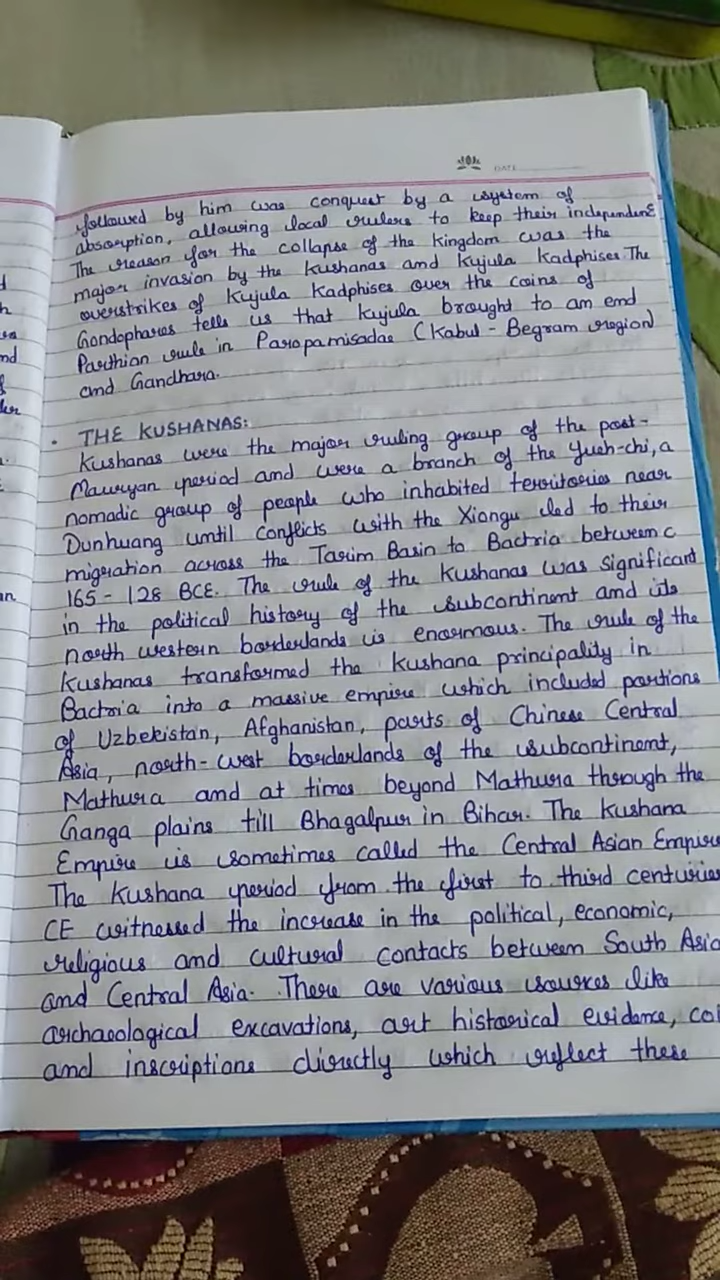 DATE
followed by him was conquest by a system of
absorption, allowing local rulers to keep their independent
The reason for the collapse of the kingdom was the
major invasion by the Kushanas and Kujula Kadphises. The
overstrikes of Kujula Kadphises over the coins of
Gondophares tells us that Kujula brought to an end
Parthian rule in Paropamisadae (Kabul - Begram region)
and Gandhara.
• THE KUSHANAS:
Kushanas were the major ruling group of the post-
Mauryan period and were a branch of the Yueh-chi, a
nomadic group of people who inhabited territories near
Dunhuang until conflicts with the Xiongu led to their
migration across the Tarim Basin to Bactria between c
165 - 128 BCE. The rule of the Kushanas was significant
in the political history of the subcontinent and its
north western borderlands is enormous. The rule of the
Kushanas transformed the Kushana principality in
Bactria into a massive empire which included portions
of Uzbekistan, Afghanistan, parts of Chinese Central
Asia, north-west borderlands of the subcontinent,
Mathura and at times beyond Mathura through the
Ganga plains till Bhagalpur in Bihar. The Kushana
Empire is sometimes called the Central Asian Empire
The Kushana period from the first to third centuries
CE witnessed the increase in the political, economic,
religious and cultural contacts between South Asia
and Central Asia. There are various sources like
archaeological excavations, art historical evidence, coi
and inscriptions directly which reflect these